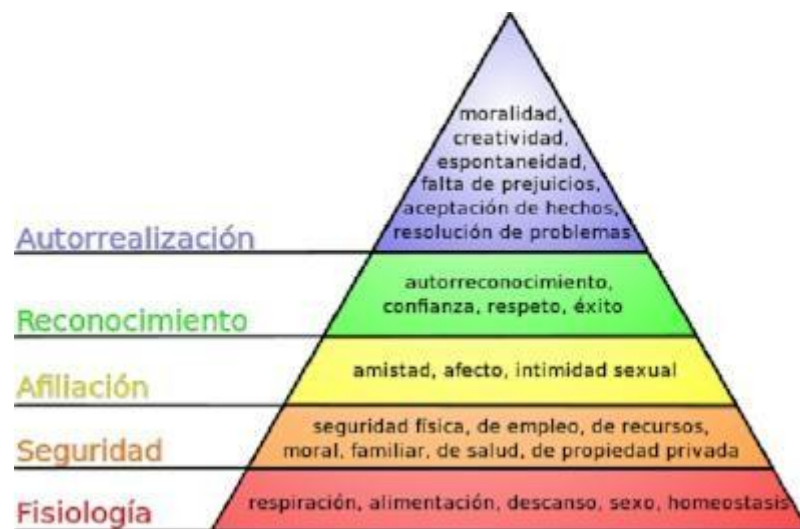 moralidad,
creatividad,
espontaneidad,
falta de prejuicios,
aceptación de hechos,
resolución de problemas
Autorrealización
autorreconocimiento,
confianza, respeto, éxito
Reconocimiento
amistad, afecto, intimidad sexual
Afiliación
seguridad física, de empleo, de recursos,
moral, familiar, de salud, de propiedad privada
Seguridad
respiración, alimentación, descanso, sexo, homeostasis
Fisiología